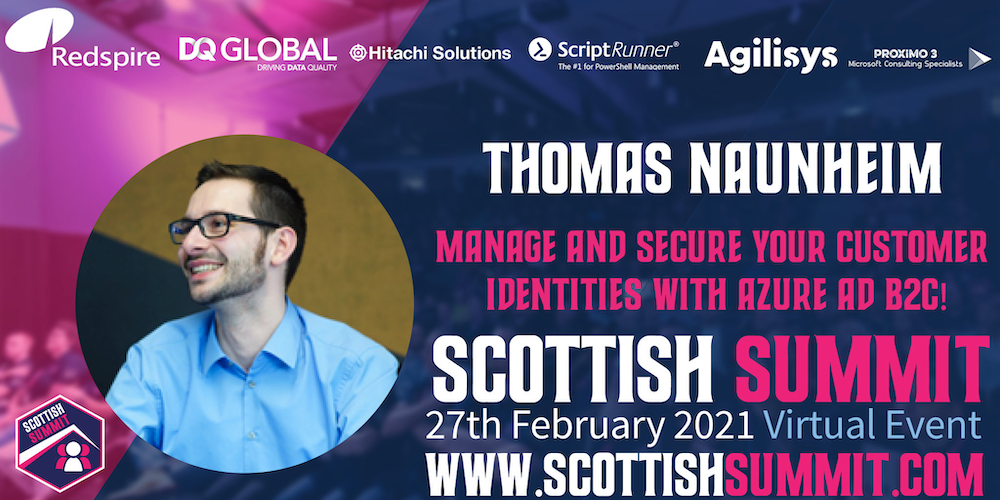 Redspire
DQ GLOBAL
DRIVING DATA QUALITY
Hitachi Solutions
ScriptRunner®
The #1 for PowerShell Management
Agilisys
PROXIMO 3
Microsoft Consulting Specialists
THOMAS NAUNHEIM
MANAGE AND SECURE YOUR CUSTOMER
IDENTITIES WITH AZURE AD B2C!
SCOTTISH SUMMIT
27th February 2021 Virtual Event
WWW.SCOTTISHSUMMIT.COM
SCOTTISH
SUMMIT